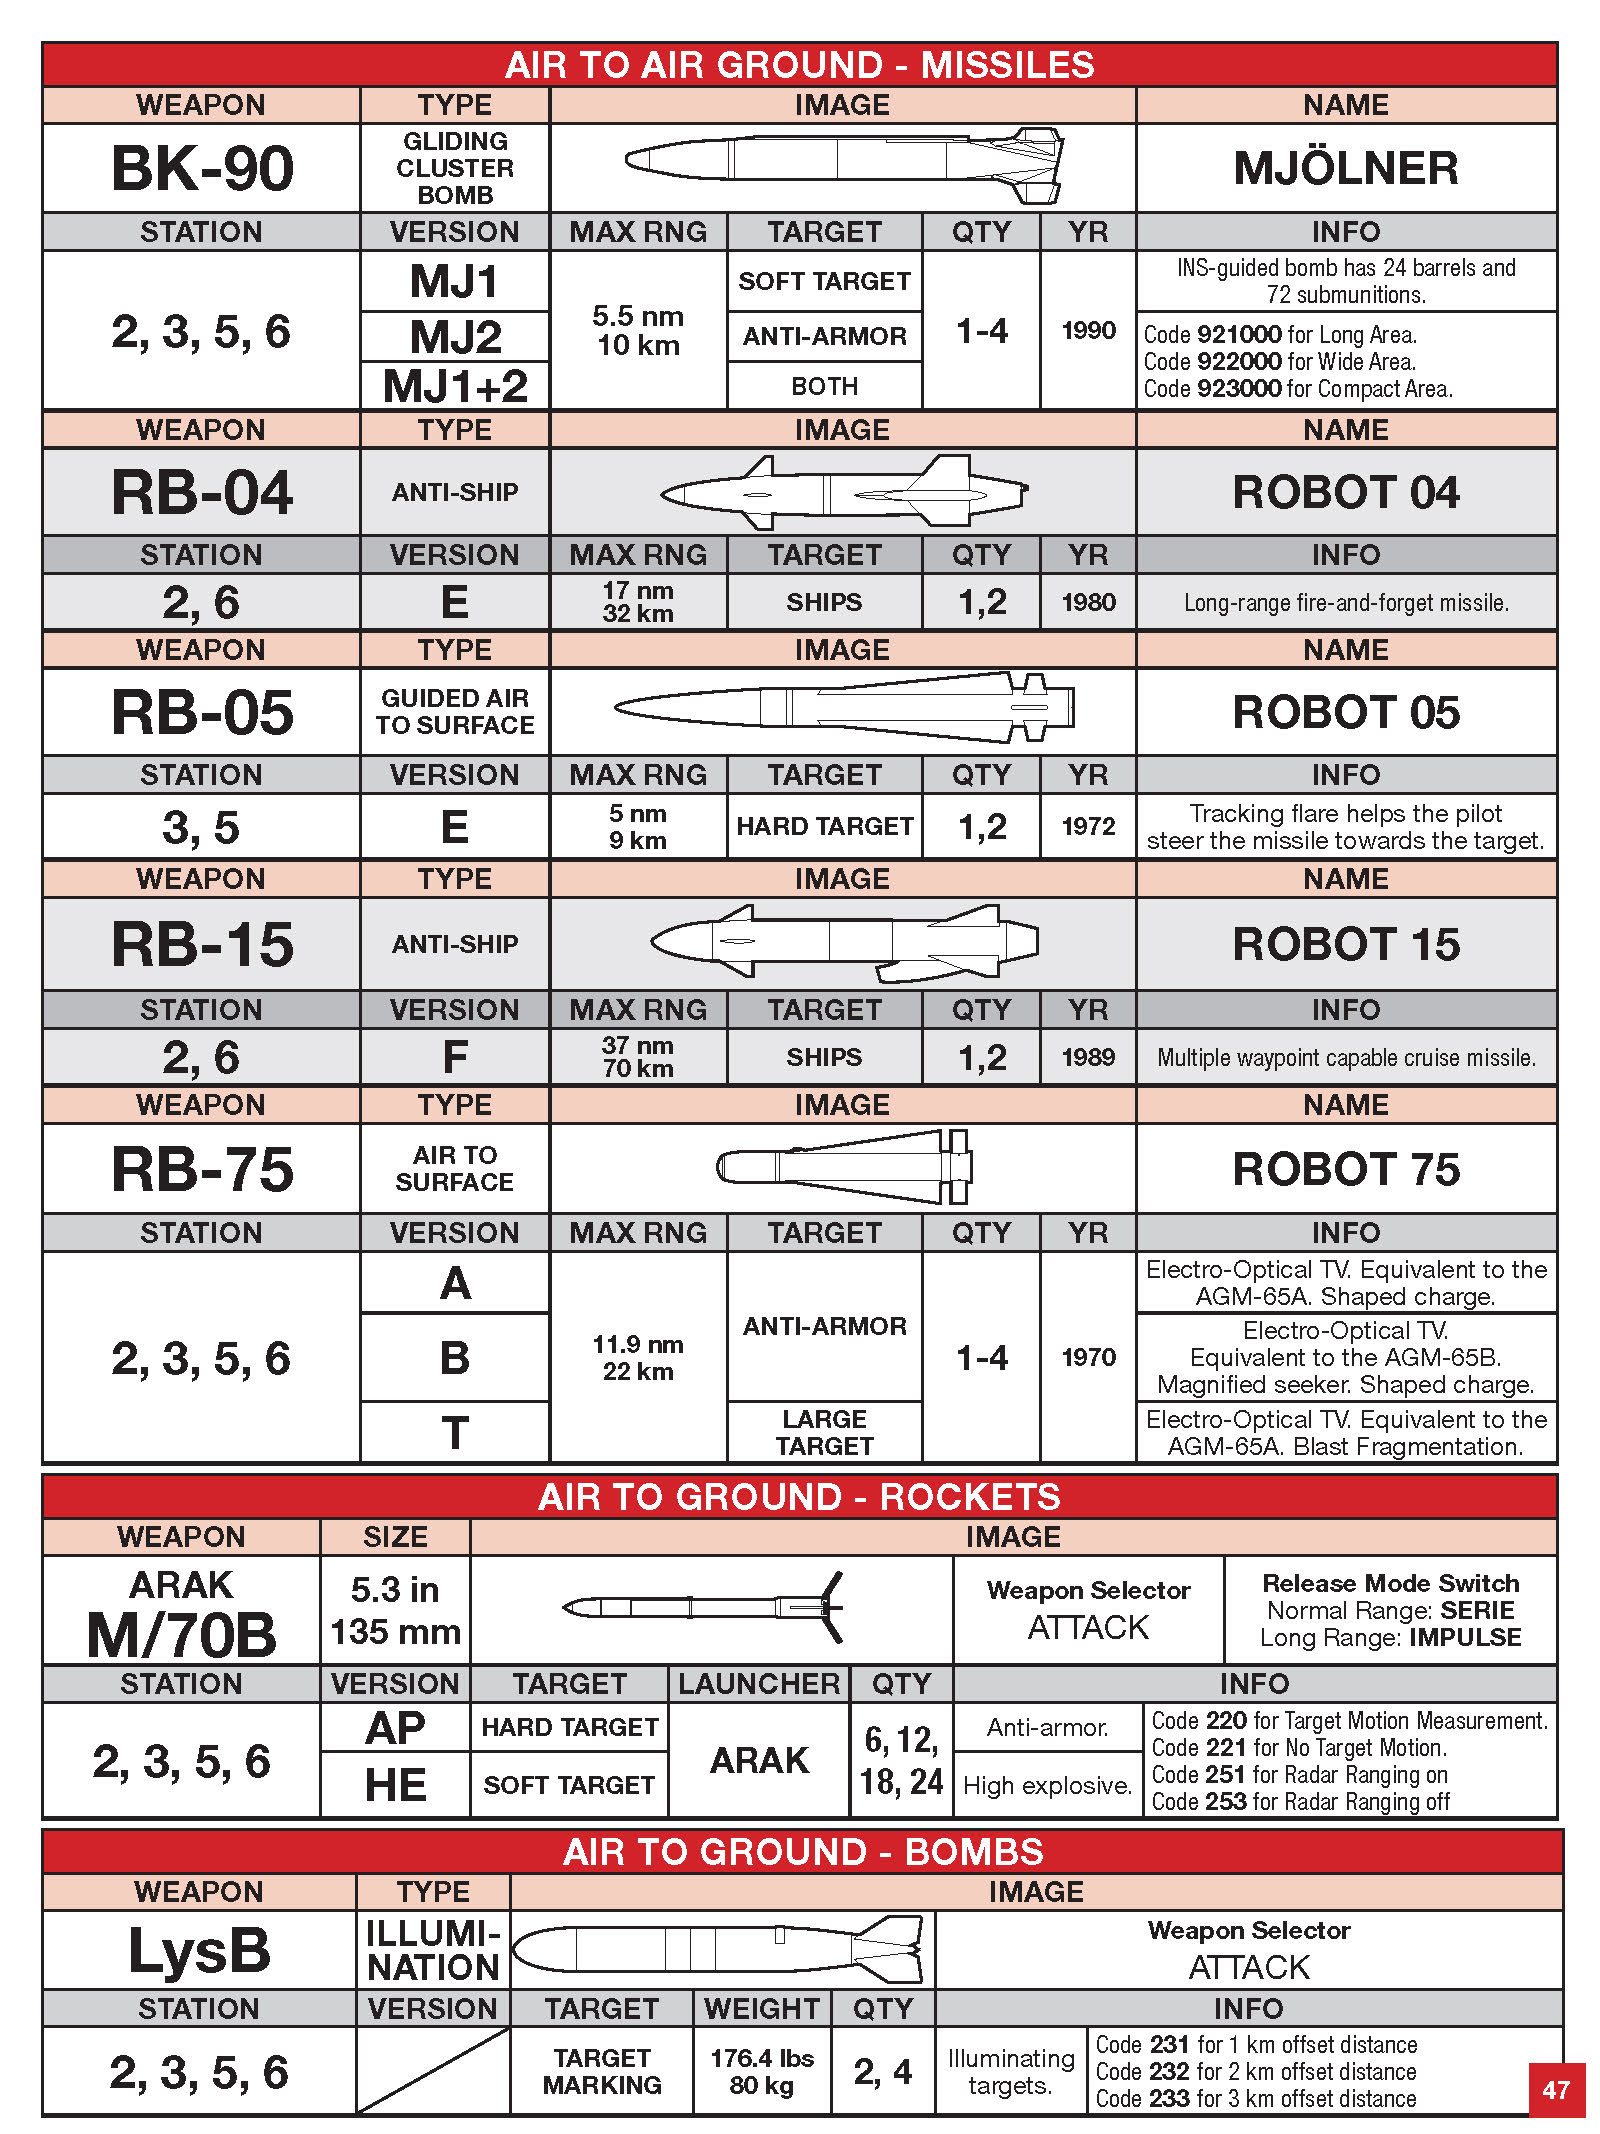 AIR TO AIR GROUND - MISSILES
WEAPON TYPE IMAGE NAME
BK-90
GLIDING
CLUSTER
BOMB
MJÖLNER
STATION VERSION MAX RNG TARGET QTY YR INFO
2, 3, 5, 6
MJ1
MJ2
MJ1+2
5.5 nm
10 km
SOFT TARGET
ANTI-ARMOR
BOTH
1-4
1990
INS-guided bomb has 24 barrels and
72 submunitions.
Code 921000 for Long Area.
Code 922000 for Wide Area.
Code 923000 for Compact Area.
WEAPON TYPE IMAGE NAME
RB-04 ANTI-SHIP ROBOT 04
STATION VERSION MAX RNG TARGET QTY YR INFO
2, 6
E
17 nm
32 km
SHIPS
1,2
1980
Long-range fire-and-forget missile.
WEAPON TYPE IMAGE NAME
RB-05
GUIDED AIR
TO SURFACE
ROBOT 05
STATION VERSION MAX RNG TARGET QTY YR INFO
3, 5
E
5 nm
9 km
HARD TARGET
1,2
1972
Tracking flare helps the pilot
steer the missile towards the target.
WEAPON TYPE IMAGE NAME
RB-15 ANTI-SHIP ROBOT 15
STATION VERSION MAX RNG TARGET QTY YR INFO
2, 6
F
37 nm
70 km
SHIPS
1,2
1989
Multiple waypoint capable cruise missile.
WEAPON TYPE IMAGE NAME
RB-75
AIR TO
SURFACE
ROBOT 75
STATION VERSION MAX RNG TARGET QTY YR INFO
2, 3, 5, 6
A
B
T
11.9 nm
22 km
ANTI-ARMOR
LARGE
TARGET
1-4
1970
Electro-Optical TV. Equivalent to the
AGM-65A. Shaped charge.
Electro-Optical TV.
Equivalent to the AGM-65B.
Magnified seeker. Shaped charge.
Electro-Optical TV. Equivalent to the
AGM-65A. Blast Fragmentation.
AIR TO GROUND - ROCKETS
WEAPON SIZE IMAGE
ARAK
M/70B
5.3 in
135 mm
Weapon Selector
ATTACK
Release Mode Switch
Normal Range: SERIE
Long Range: IMPULSE
STATION VERSION TARGET LAUNCHER QTY INFO
2, 3, 5, 6
AP
HE
HARD TARGET
SOFT TARGET
ARAK
6, 12,
18, 24
Anti-armor.
High explosive.
Code 220 for Target Motion Measurement.
Code 221 for No Target Motion.
Code 251 for Radar Ranging on
Code 253 for Radar Ranging off
AIR TO GROUND - BOMBS
WEAPON TYPE IMAGE
LysB
ILLUMI-
NATION
Weapon Selector
ATTACK
STATION VERSION TARGET WEIGHT QTY INFO
2, 3, 5, 6
TARGET
MARKING
176.4 lbs
80 kg
2, 4
Illuminating
targets.
Code 231 for 1 km offset distance
Code 232 for 2 km offset distance
Code 233 for 3 km offset distance
47